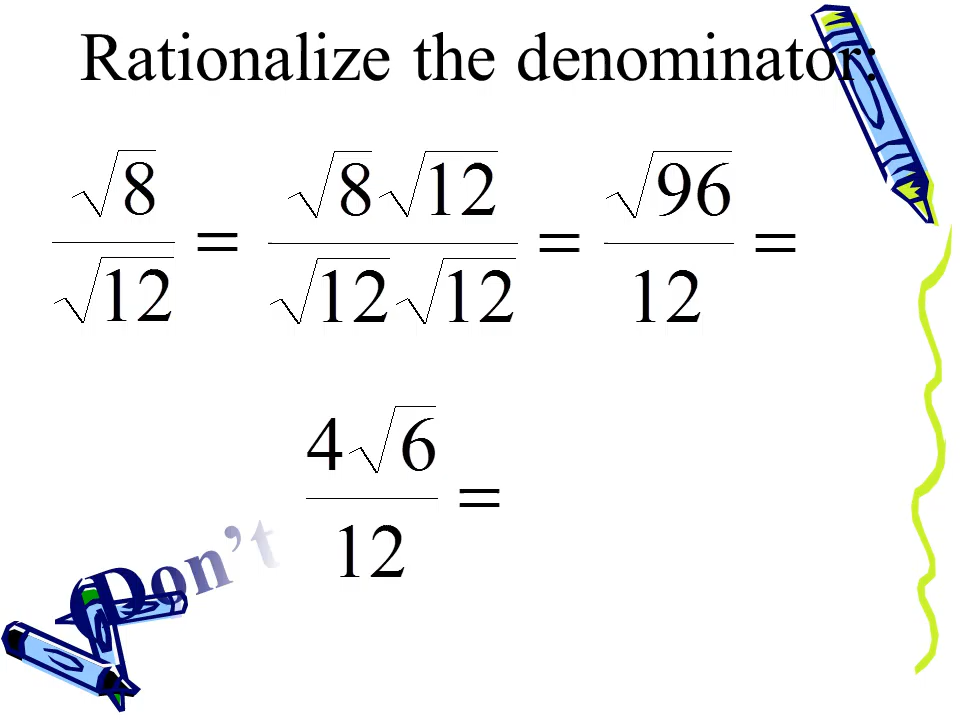 Rationalize the denominator:
√8/√12 = √8√12/√12√12 = √96/12 =
4√6/12 =
(Don't